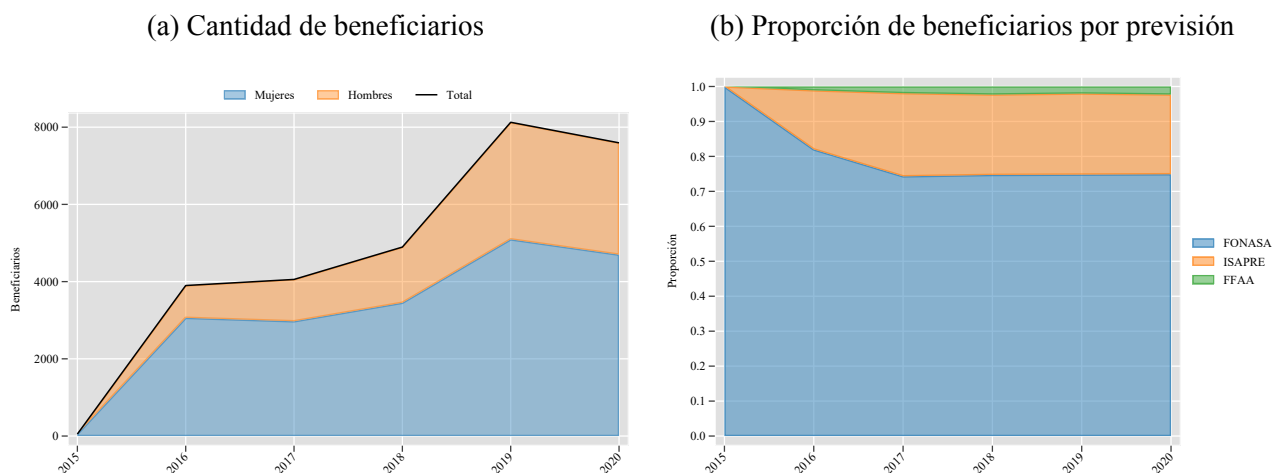 (a) Cantidad de beneficiarios
Mujeres Hombres Total
8000
6000
4000
2000
0
Beneficiarios
2015 2016 2017 2018 2019 2020
(b) Proporción de beneficiarios por previsión
1.0
0.9
0.8
0.7
0.6
0.5
0.4
0.3
0.2
0.1
0.0
Proporción
2015 2016 2017 2018 2019 2020
FONASA
ISAPRE
FFAA